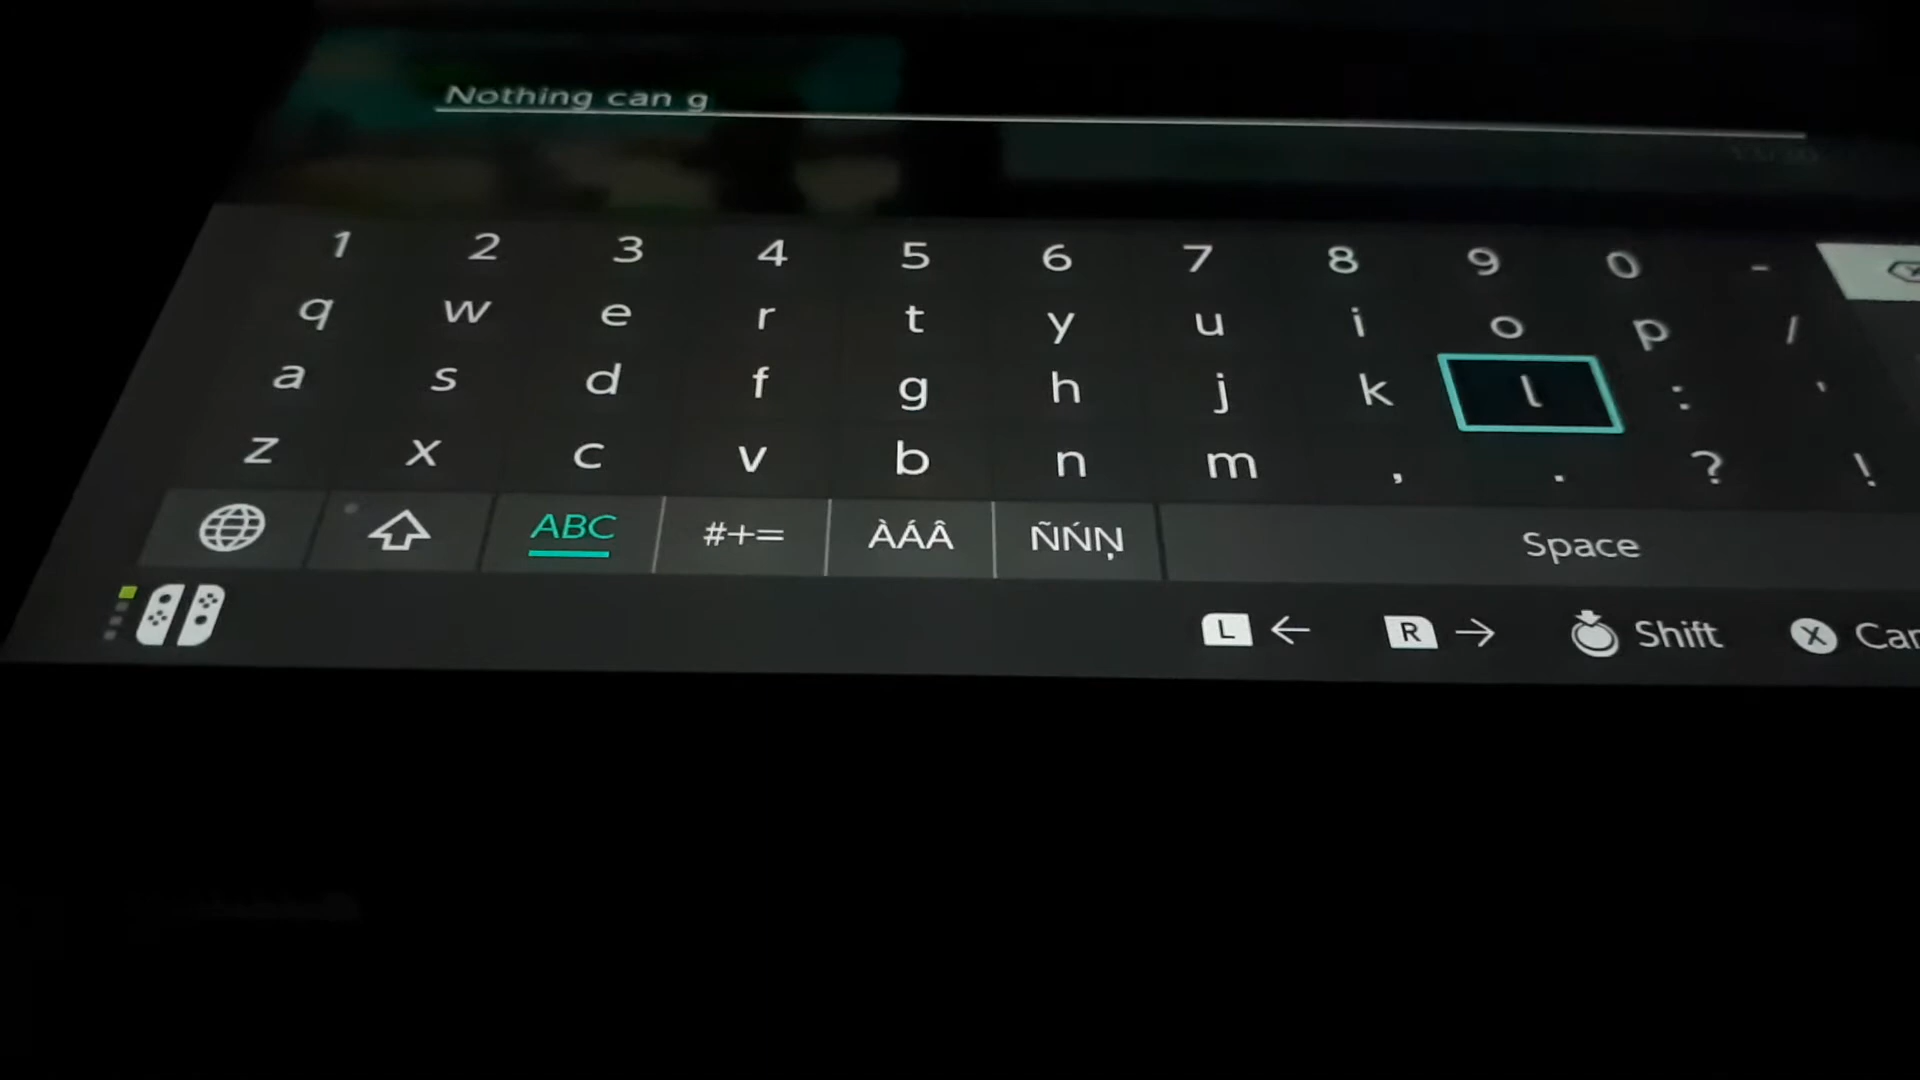 Nothing can g
1 2 3 4 5 6 7 8 9 0 -
q w e r t y u i o p /
a s d f g h j k l : '
z x c v b n m , . ? !
ABC #+= ÀÁÂ ÑŃŅ Space
L ← R → Shift X